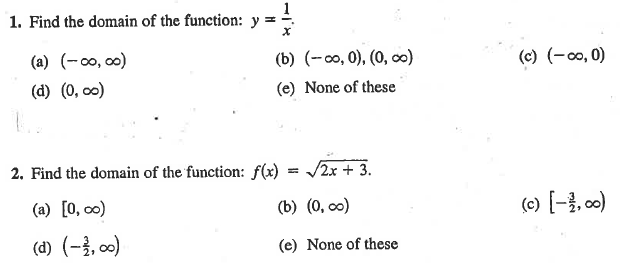 1. Find the domain of the function: y = 1/x.
(a) (−∞, ∞) (b) (−∞, 0), (0, ∞) (c) (−∞, 0)
(d) (0, ∞) (e) None of these
2. Find the domain of the function: f(x) = √(2x + 3).
(a) [0, ∞) (b) (0, ∞) (c) [−3/2, ∞)
(d) (−3/2, ∞) (e) None of these